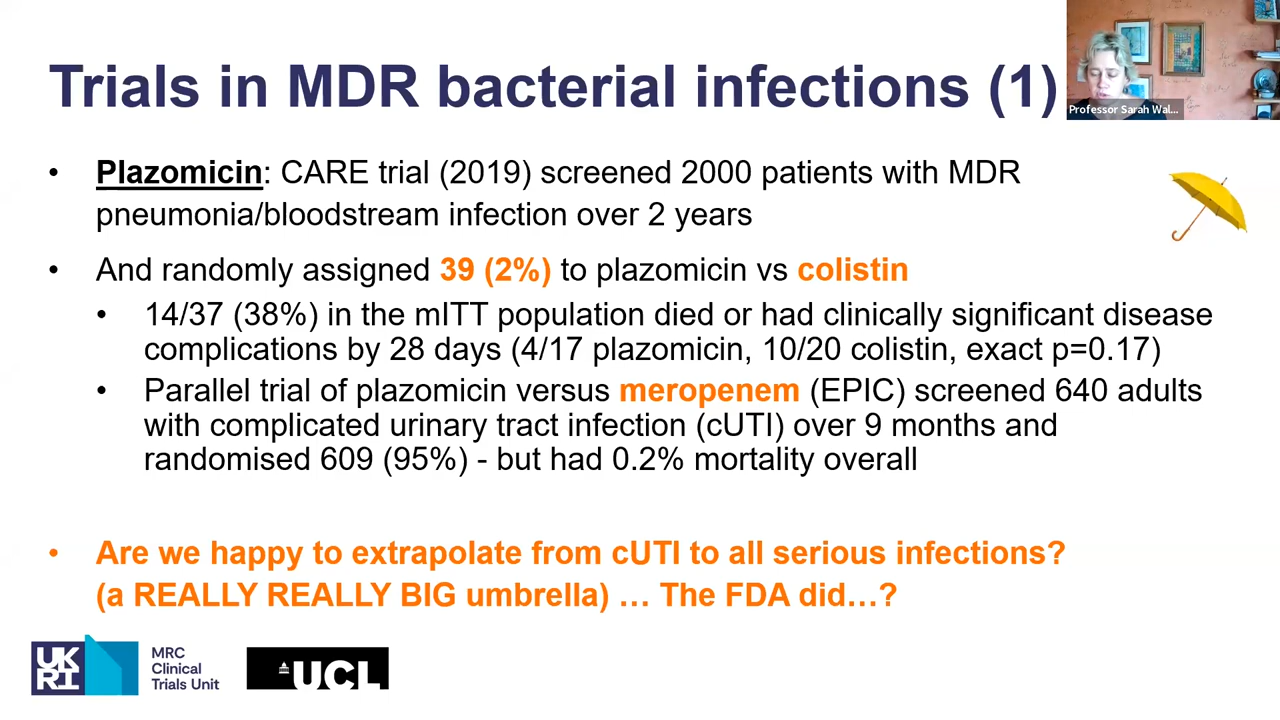 Trials in MDR bacterial infections (1)
Professor Sarah Wal...
• Plazomicin: CARE trial (2019) screened 2000 patients with MDR
pneumonia/bloodstream infection over 2 years
• And randomly assigned 39 (2%) to plazomicin vs colistin
• 14/37 (38%) in the mITT population died or had clinically significant disease
complications by 28 days (4/17 plazomicin, 10/20 colistin, exact p=0.17)
• Parallel trial of plazomicin versus meropenem (EPIC) screened 640 adults
with complicated urinary tract infection (cUTI) over 9 months and
randomised 609 (95%) - but had 0.2% mortality overall
• Are we happy to extrapolate from cUTI to all serious infections?
(a REALLY REALLY BIG umbrella) … The FDA did…?
UK
RI
MRC
Clinical
Trials Unit
UCL